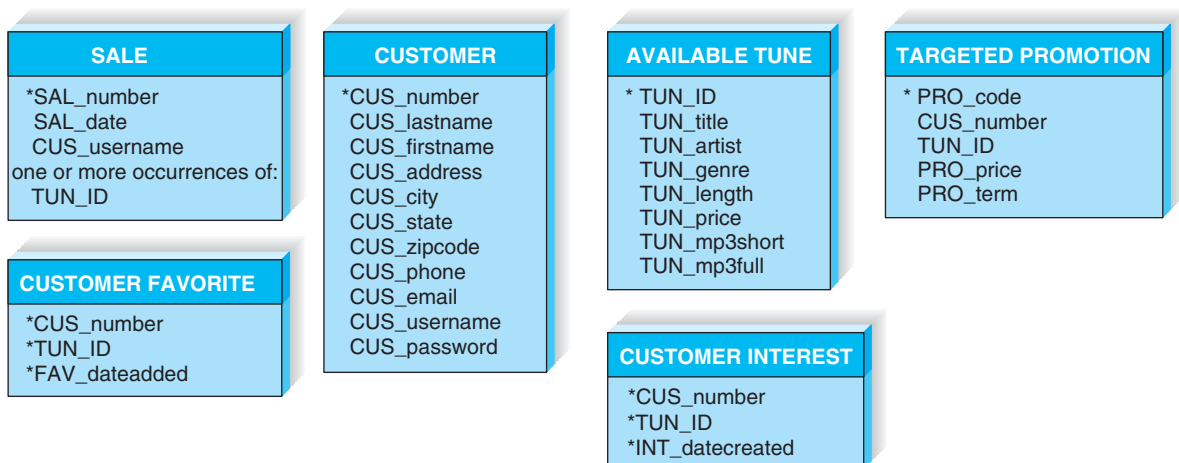 SALE
*SAL_number
SAL_date
CUS_username
one or more occurrences of:
TUN_ID
CUSTOMER FAVORITE
*CUS_number
*TUN_ID
*FAV_dateadded
CUSTOMER
*CUS_number
CUS_lastname
CUS_firstname
CUS_address
CUS_city
CUS_state
CUS_zipcode
CUS_phone
CUS_email
CUS_username
CUS_password
AVAILABLE TUNE
* TUN_ID
TUN_title
TUN_artist
TUN_genre
TUN_length
TUN_price
TUN_mp3short
TUN_mp3full
CUSTOMER INTEREST
*CUS_number
*TUN_ID
*INT_datecreated
TARGETED PROMOTION
* PRO_code
CUS_number
TUN_ID
PRO_price
PRO_term